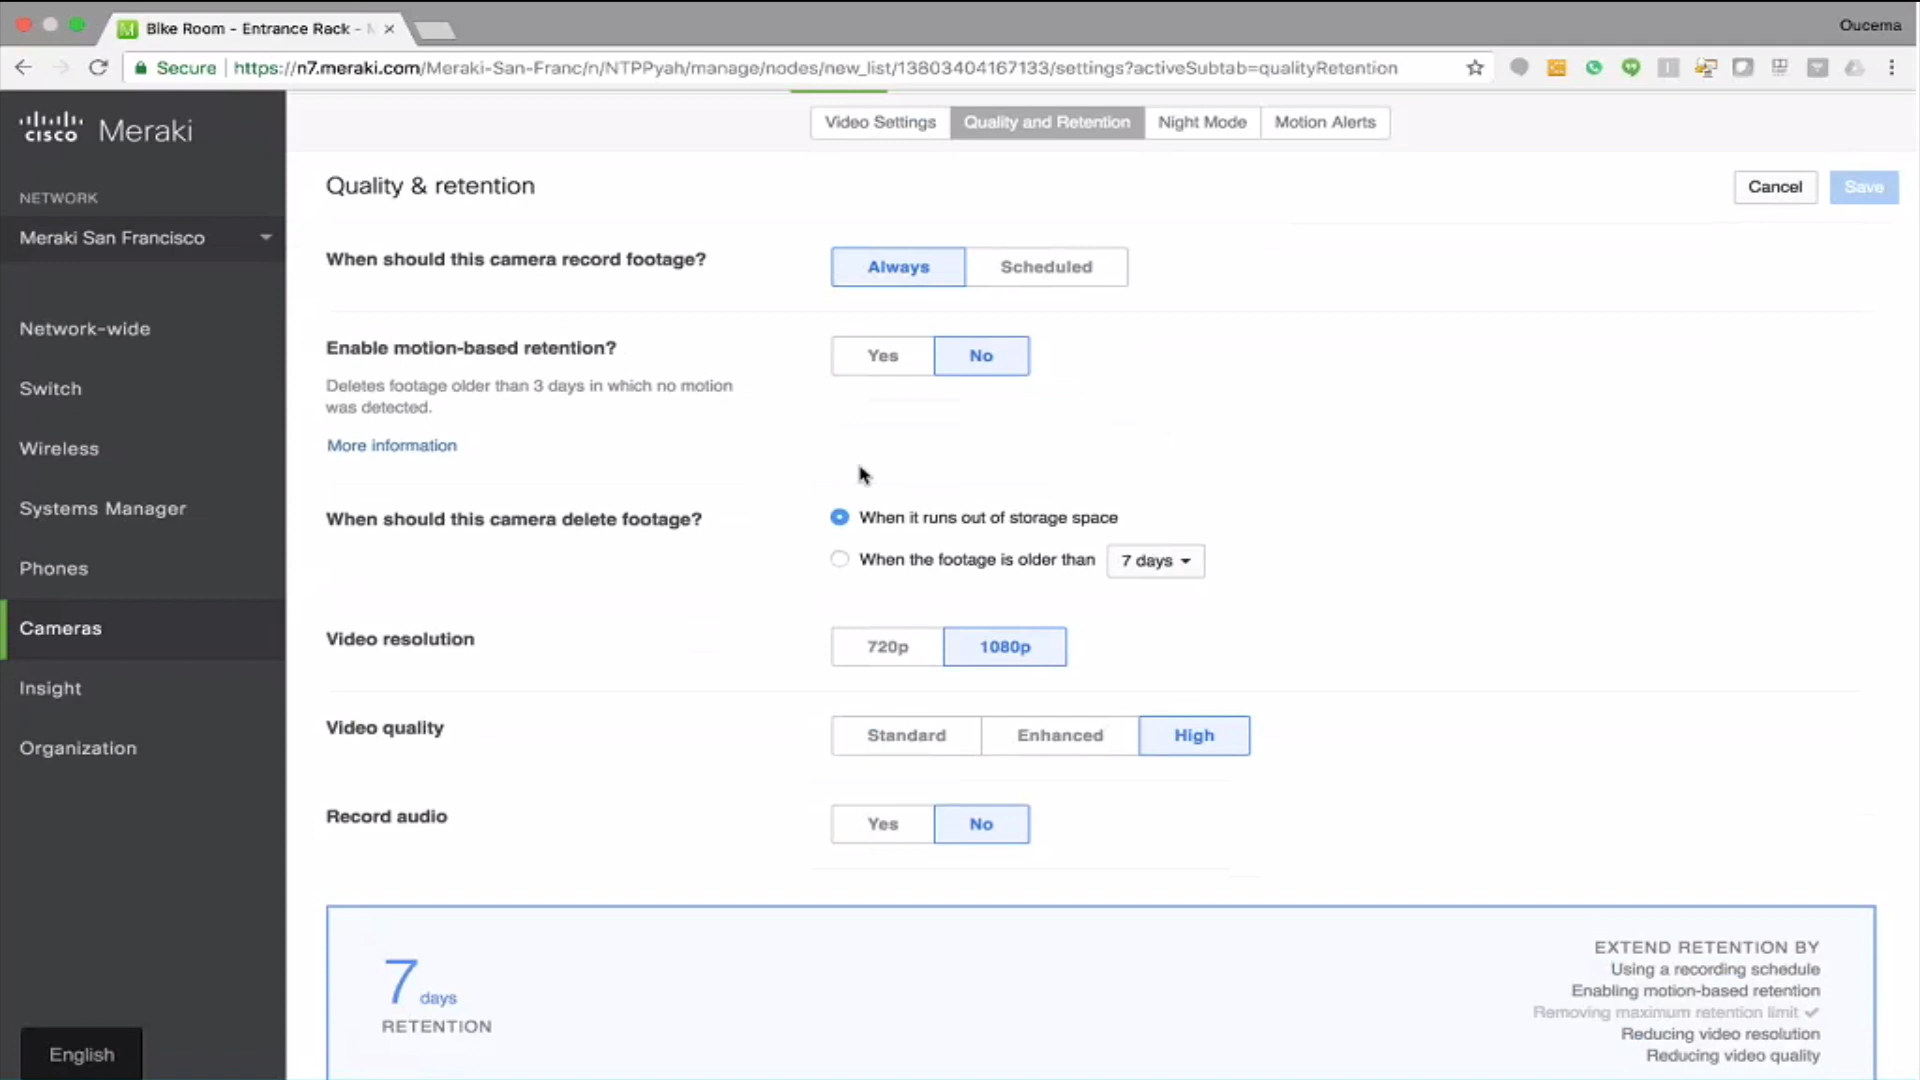 Bike Room - Entrance Rack -
Oucema
Secure
https://n7.meraki.com/Meraki-San-Franc/n/NTPPyah/manage/nodes/new_list/13803404167133/settings?activeSubtab=qualityRetention
cisco Meraki
NETWORK
Meraki San Francisco
Network-wide
Switch
Wireless
Systems Manager
Phones
Cameras
Insight
Organization
English
Video Settings
Quality and Retention
Night Mode
Motion Alerts
Quality & retention
Cancel
Save
When should this camera record footage?
Always
Scheduled
Enable motion-based retention?
Yes
No
Deletes footage older than 3 days in which no motion
was detected.
More information
When should this camera delete footage?
When it runs out of storage space
When the footage is older than
7 days
Video resolution
720p
1080p
Video quality
Standard
Enhanced
High
Record audio
Yes
No
7 days
RETENTION
EXTEND RETENTION BY
Using a recording schedule
Enabling motion-based retention
Removing maximum retention limit ✓
Reducing video resolution
Reducing video quality